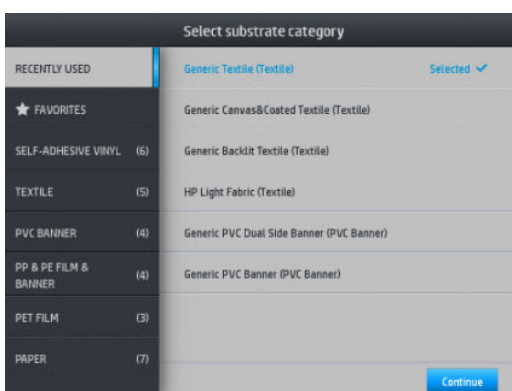 Select substrate category
RECENTLY USED
Generic Textile (Textile) Selected
FAVORITES
Generic Canvas&Coated Textile (Textile)
SELF-ADHESIVE VINYL (6)
Generic Backlit Textile (Textile)
TEXTILE (5)
HP Light Fabric (Textile)
PVC BANNER (4)
Generic PVC Dual Side Banner (PVC Banner)
PP & PE FILM &
BANNER (4)
Generic PVC Banner (PVC Banner)
PET FILM (3)
PAPER (7)
Continue